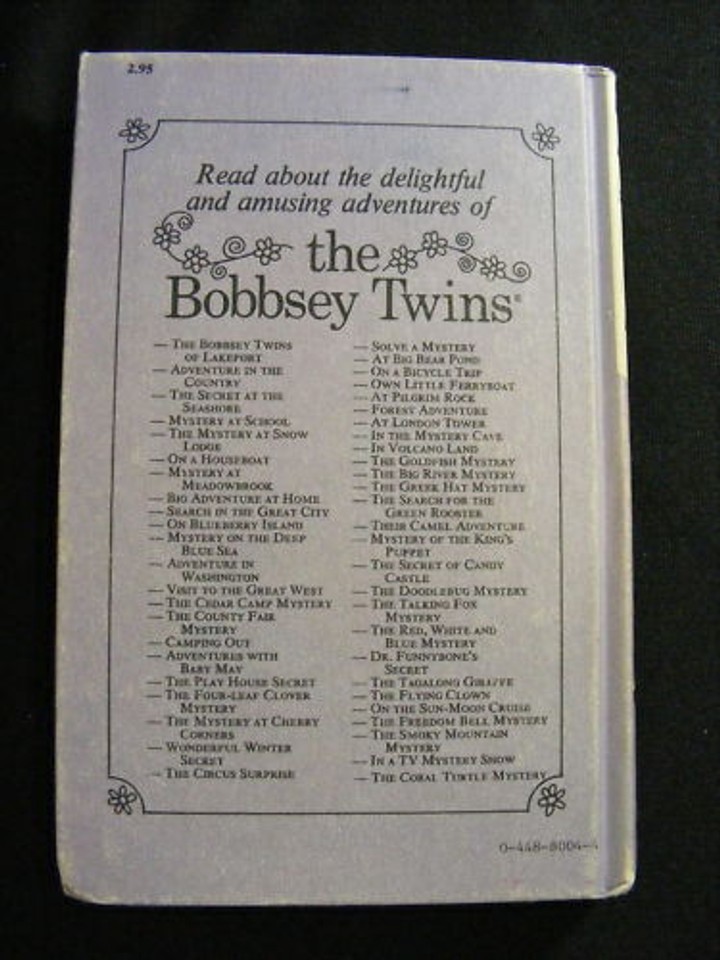 2.95
Read about the delightful
and amusing adventures of
the
Bobbsey Twins®
— The Bobbsey Twins
of Lakeport
— Adventure in the
Country
— The Secret at the
Seashore
— Mystery at School
— The Mystery at Snow
Lodge
— On a Houseboat
— Mystery at
Meadowbrook
— Big Adventure at Home
— Search in the Great City
— On Blueberry Island
— Mystery on the Deep
Blue Sea
— Adventure in
Washington
— Visit to the Great West
— The Cedar Camp Mystery
— The County Fair
Mystery
— Camping Out
— Adventures with
Baby May
— The Play House Secret
— The Four-Leaf Clover
Mystery
— The Mystery at Cherry
Corners
— Wonderful Winter
Secret
— The Circus Surprise
— Solve a Mystery
— At Big Bear Pond
— On a Bicycle Trip
— Own Little Ferryboat
— At Pilgrim Rock
— Forest Adventure
— At London Tower
— In the Mystery Cave
— In Volcano Land
— The Goldfish Mystery
— The Big River Mystery
— The Greek Hat Mystery
— The Search for the
Green Rooster
— Their Camel Adventure
— Mystery of the King's
Puppet
— The Secret of Candy
Castle
— The Doodlebug Mystery
— The Talking Fox
Mystery
— The Red, White and
Blue Mystery
— Dr. Funnybone's
Secret
— The Tagalong Giraffe
— The Flying Clown
— On the Sun-Moon Cruise
— The Freedom Bell Mystery
— The Smoky Mountain
Mystery
— In a TV Mystery Show
— The Coral Turtle Mystery
0-448-8004-4